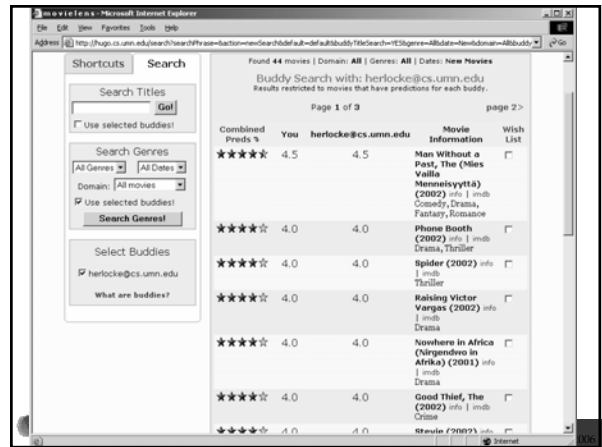 movielens - Microsoft Internet Explorer
File Edit View Favorites Tools Help
Address http://hugo.cs.umn.edu/search?searchPhrase=&action=newSearch&default=default&buddyTitleSearch=YES&genre=All&date=New&domain=All&buddy Go
Shortcuts Search
Search Titles
Go!
Use selected buddies!
Search Genres
All Genres All Dates
Domain: All movies
Use selected buddies!
Search Genres!
Select Buddies
herlocke@cs.umn.edu
What are buddies?
Found 44 movies | Domain: All | Genres: All | Dates: New Movies
Buddy Search with: herlocke@cs.umn.edu
Results restricted to movies that have predictions for each buddy.
Page 1 of 3 page 2>
Combined Preds You herlocke@cs.umn.edu Movie Information Wish List
4.5 4.5 Man Without a
Past, The (Mies
Vailla
Menneisyyttä)
(2002) info | imdb
Comedy, Drama,
Fantasy, Romance
4.0 4.0 Phone Booth
(2002) info | imdb
Drama, Thriller
4.0 4.0 Spider (2002) info
| imdb
Thriller
4.0 4.0 Raising Victor
Vargas (2002) info
| imdb
Drama
4.0 4.0 Nowhere in Africa
(Nirgendwo in
Afrika) (2001) info
| imdb
Drama
4.0 4.0 Good Thief, The
(2002) info | imdb
Crime
4.0 4.0 Stevie (2002) info
Internet